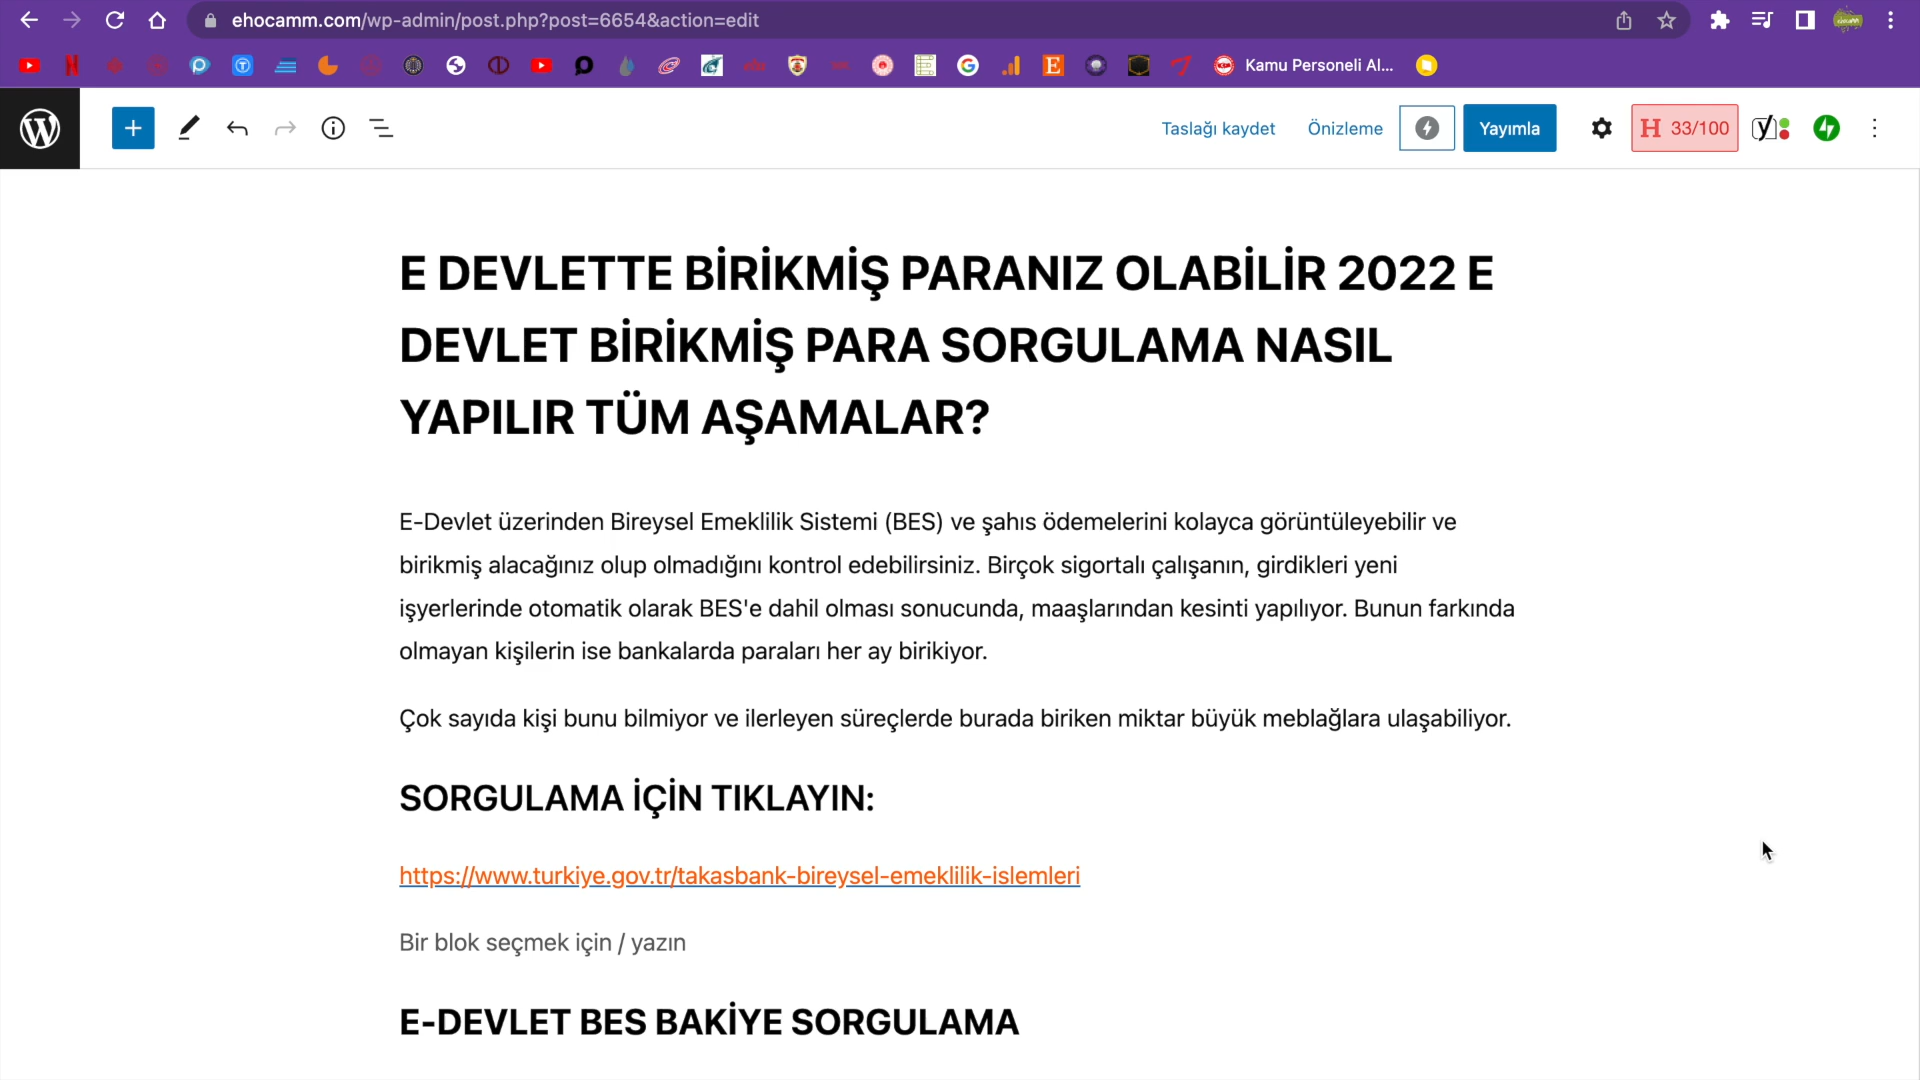 ehocamm.com/wp-admin/post.php?post=6654&action=edit
Kamu Personeli Al...
Taslağı kaydet
Önizleme
Yayımla
H 33/100
E DEVLETTE BİRİKMİŞ PARANIZ OLABİLİR 2022 E
DEVLET BİRİKMİŞ PARA SORGULAMA NASIL
YAPILIR TÜM AŞAMALAR?
E-Devlet üzerinden Bireysel Emeklilik Sistemi (BES) ve şahıs ödemelerini kolayca görüntüleyebilir ve
birikmiş alacağınız olup olmadığını kontrol edebilirsiniz. Birçok sigortalı çalışanın, girdikleri yeni
işyerlerinde otomatik olarak BES'e dahil olması sonucunda, maaşlarından kesinti yapılıyor. Bunun farkında
olmayan kişilerin ise bankalarda paraları her ay birikiyor.
Çok sayıda kişi bunu bilmiyor ve ilerleyen süreçlerde burada biriken miktar büyük meblağlara ulaşabiliyor.
SORGULAMA İÇİN TIKLAYIN:
https://www.turkiye.gov.tr/takasbank-bireysel-emeklilik-islemleri
Bir blok seçmek için / yazın
E-DEVLET BES BAKİYE SORGULAMA